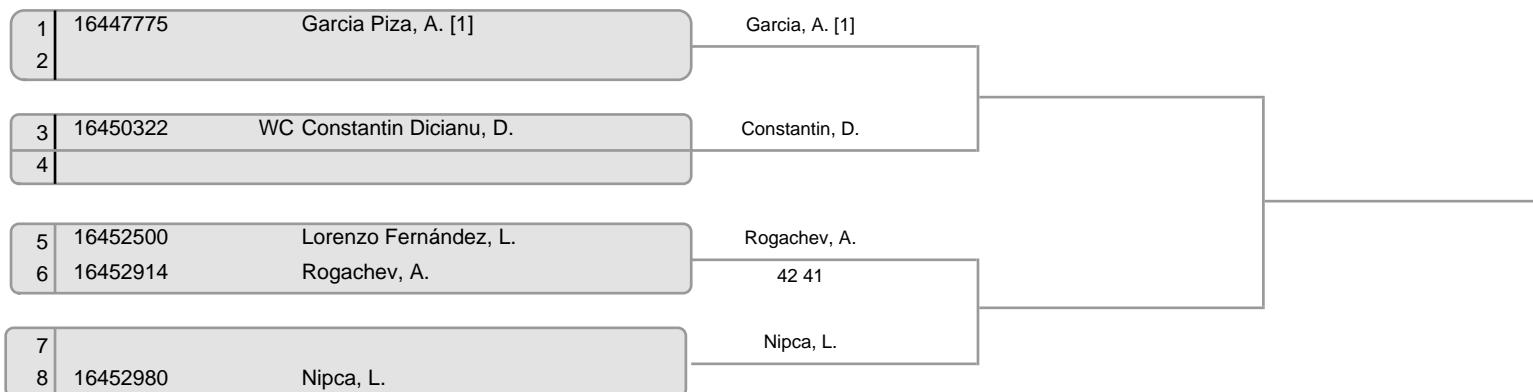 1 16447775 Garcia Piza, A. [1] Garcia, A. [1]
2
3 16450322 WC Constantin Dicianu, D. Constantin, D.
4
5 16452500 Lorenzo Fernández, L. Rogachev, A.
6 16452914 Rogachev, A. 42 41
7 Nipca, L.
8 16452980 Nipca, L.